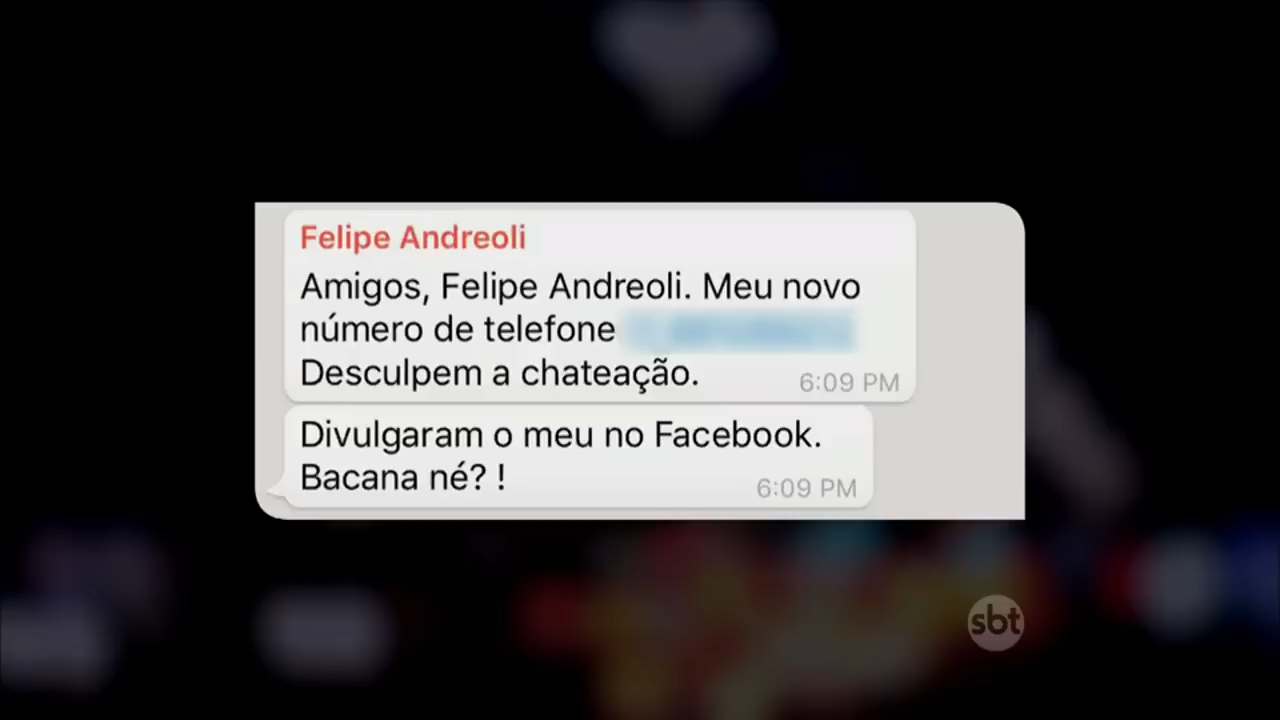 Felipe Andreoli
Amigos, Felipe Andreoli. Meu novo
número de telefone
Desculpem a chateação.
6:09 PM
Divulgaram o meu no Facebook.
Bacana né? !
6:09 PM
sbt